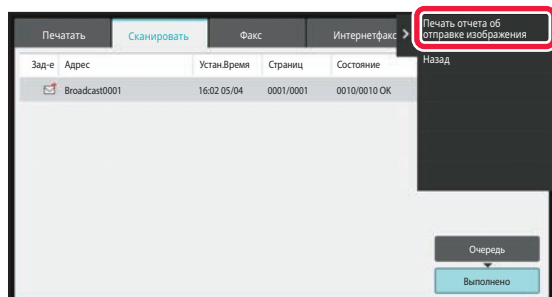 Печатать Сканировать Факс Интернетфакс
Печать отчета об
отправке изображения
Назад
Зад-е Адрес Устан.Время Страниц Состояние
Broadcast0001 16:02 05/04 0001/0001 0010/0010 OK
Очередь
Выполнено